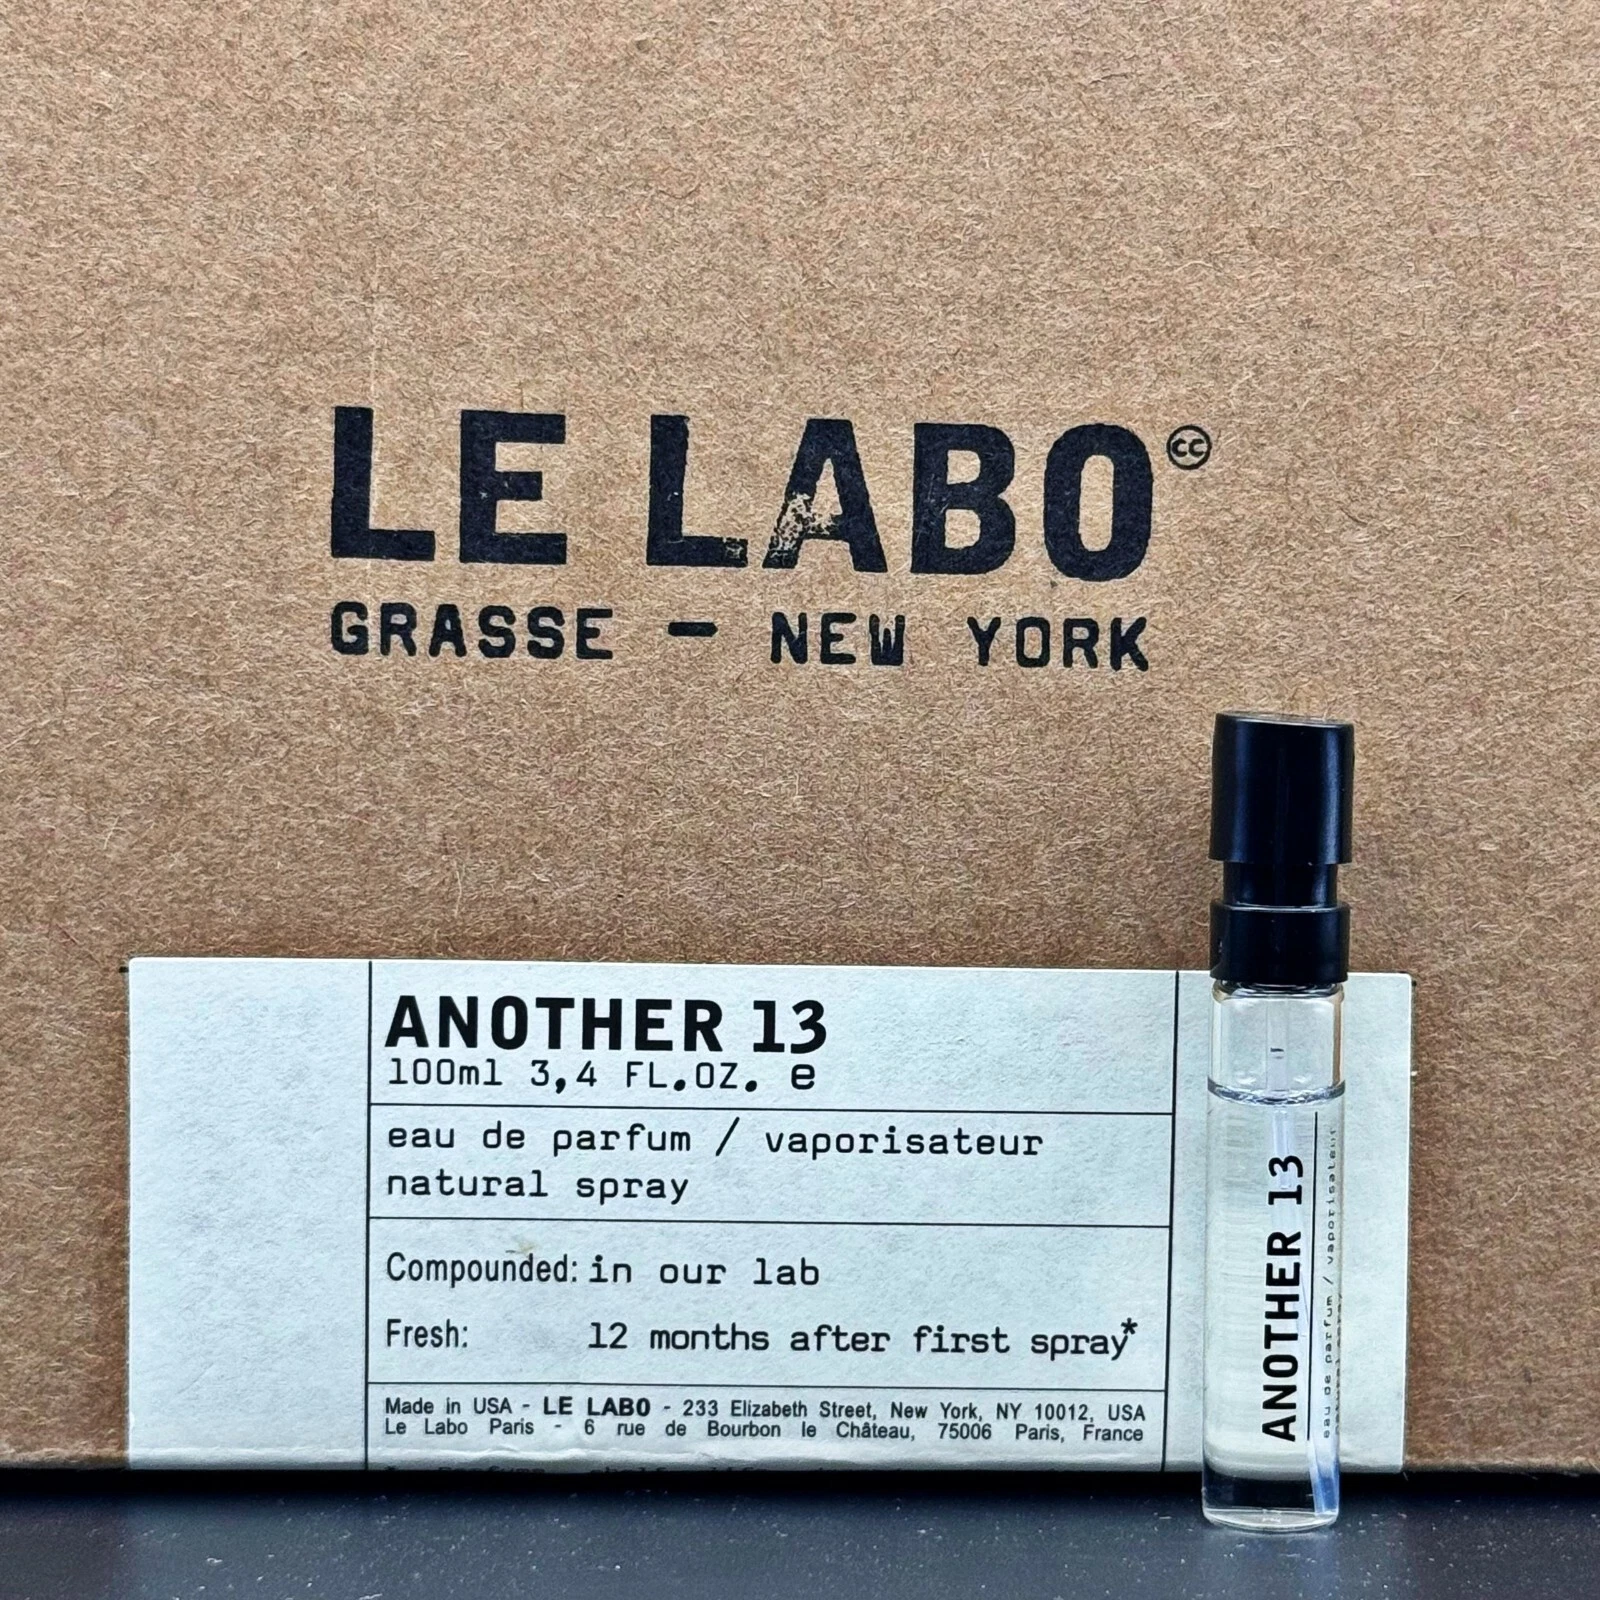 LE LABO cc
GRASSE - NEW YORK
ANOTHER 13
100ml 3,4 FL.OZ. e
eau de parfum / vaporisateur
natural spray
Compounded: in our lab
Fresh: 12 months after first spray*
Made in USA - LE LABO - 233 Elizabeth Street, New York, NY 10012, USA
Le Labo Paris - 6 rue de Bourbon le Château, 75006 Paris, France
ANOTHER 13
eau de parfum / vaporisateur
natural spray